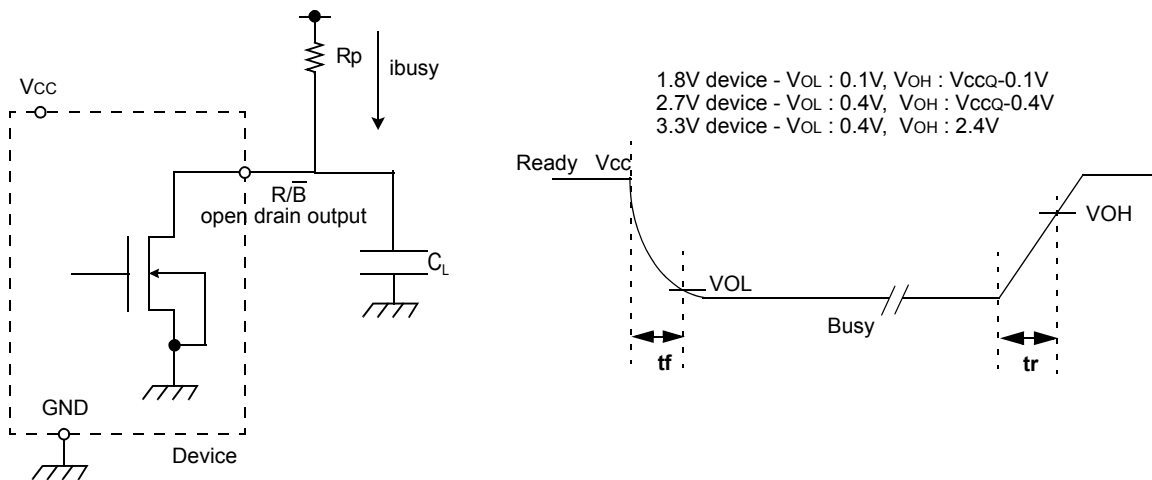 Rp
ibusy
VCC
R/B̅
open drain output
CL
GND
Device
1.8V device - VOL : 0.1V, VOH : VccQ-0.1V
2.7V device - VOL : 0.4V, VOH : VccQ-0.4V
3.3V device - VOL : 0.4V, VOH : 2.4V
Ready Vcc
VOH
VOL
Busy
tf
tr